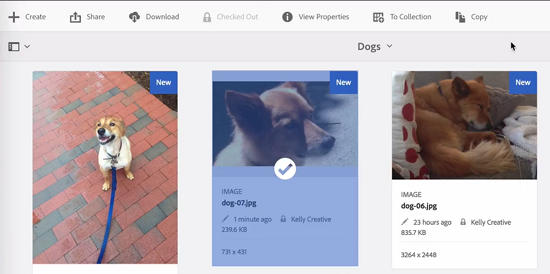 Create Share Download Checked Out View Properties To Collection Copy
Dogs
New New New
IMAGE
dog-07.jpg
1 minute ago Kelly Creative
239.6 KB
731 x 431
IMAGE
dog-06.jpg
23 hours ago Kelly Creative
835.7 KB
3264 x 2448